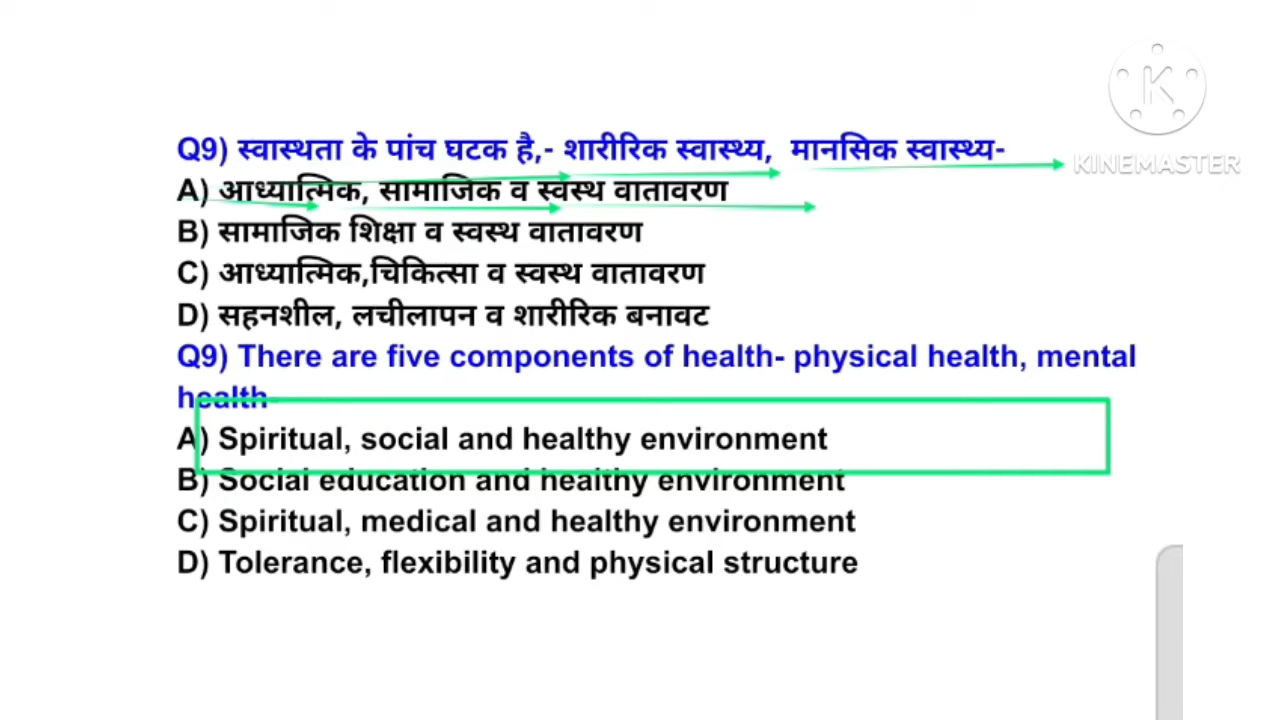 Q9) स्वास्थता के पांच घटक है,- शारीरिक स्वास्थ्य, मानसिक स्वास्थ्य-
KINEMASTER
A) आध्यात्मिक, सामाजिक व स्वस्थ वातावरण
B) सामाजिक शिक्षा व स्वस्थ वातावरण
C) आध्यात्मिक,चिकित्सा व स्वस्थ वातावरण
D) सहनशील, लचीलापन व शारीरिक बनावट
Q9) There are five components of health- physical health, mental
health-
A) Spiritual, social and healthy environment
B) Social education and healthy environment
C) Spiritual, medical and healthy environment
D) Tolerance, flexibility and physical structure